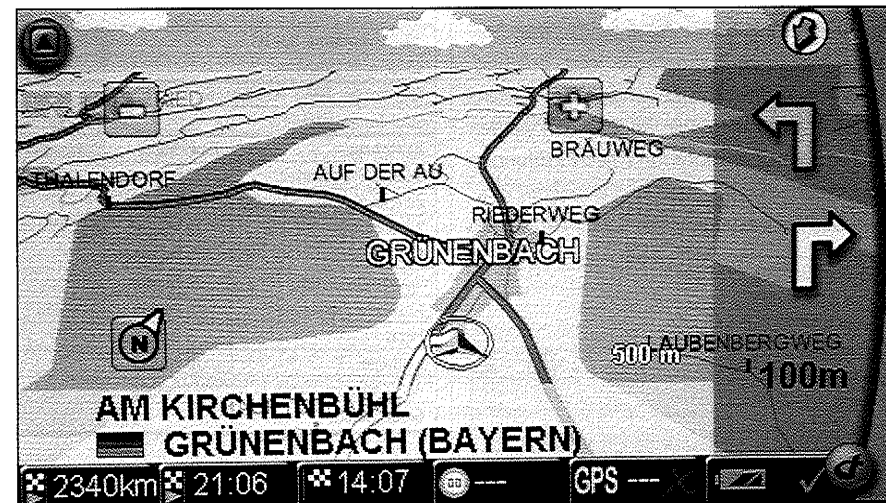 BRÄUWEG
AUF DER AU
THALENDORF
RIEDERWEG
GRÜNENBACH
N
LAUBENBERGWEG
500 m
100m
AM KIRCHENBÜHL
GRÜNENBACH (BAYERN)
2340km 21:06 14:07 --- GPS ---